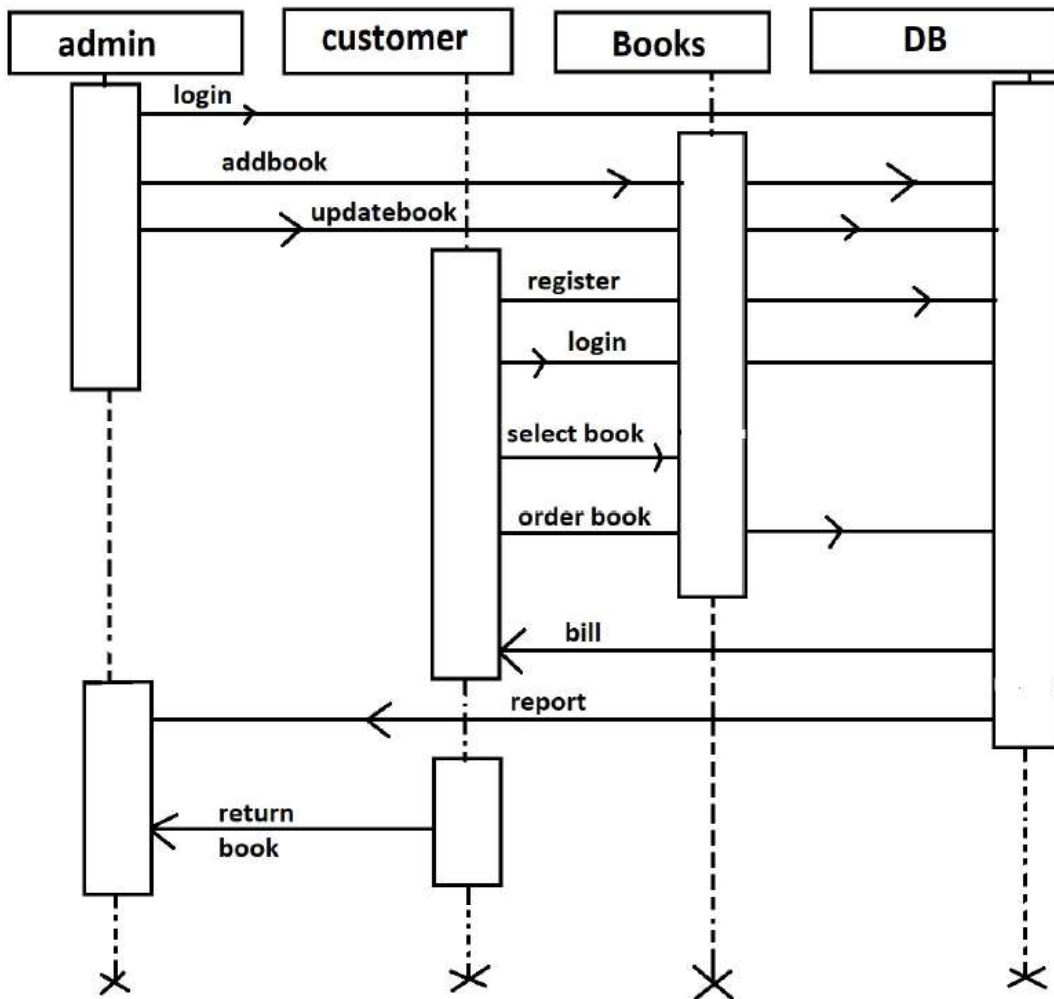 admin
customer
Books
DB
login
addbook
updatebook
register
login
select book
order book
bill
report
return
book